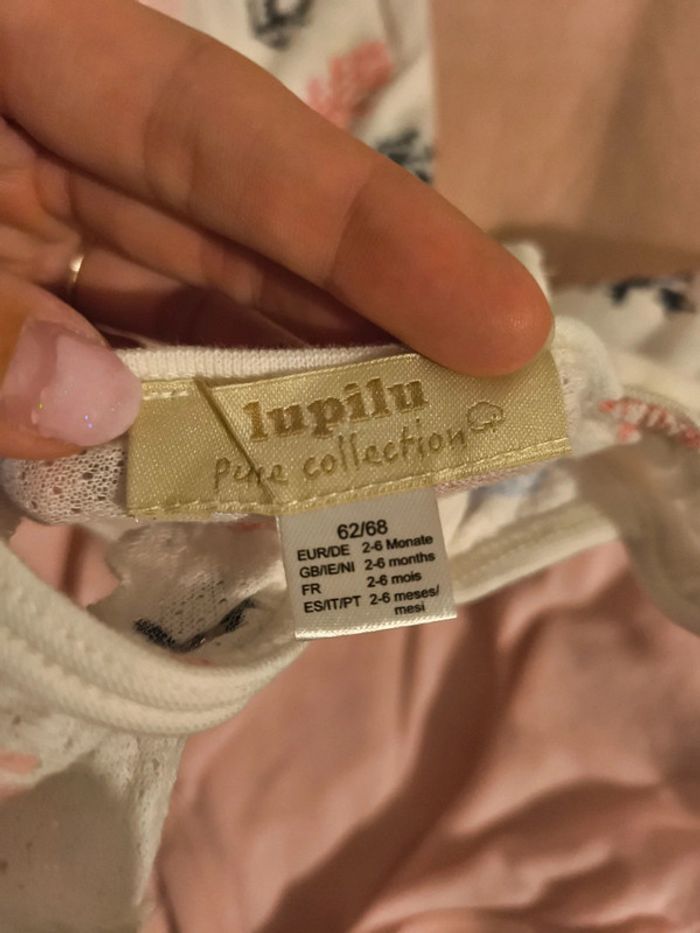 lupilu
pure collection
62/68
EUR/DE 2-6 Monate
GB/IE/NI 2-6 months
FR 2-6 mois
ES/IT/PT 2-6 meses/
mesi